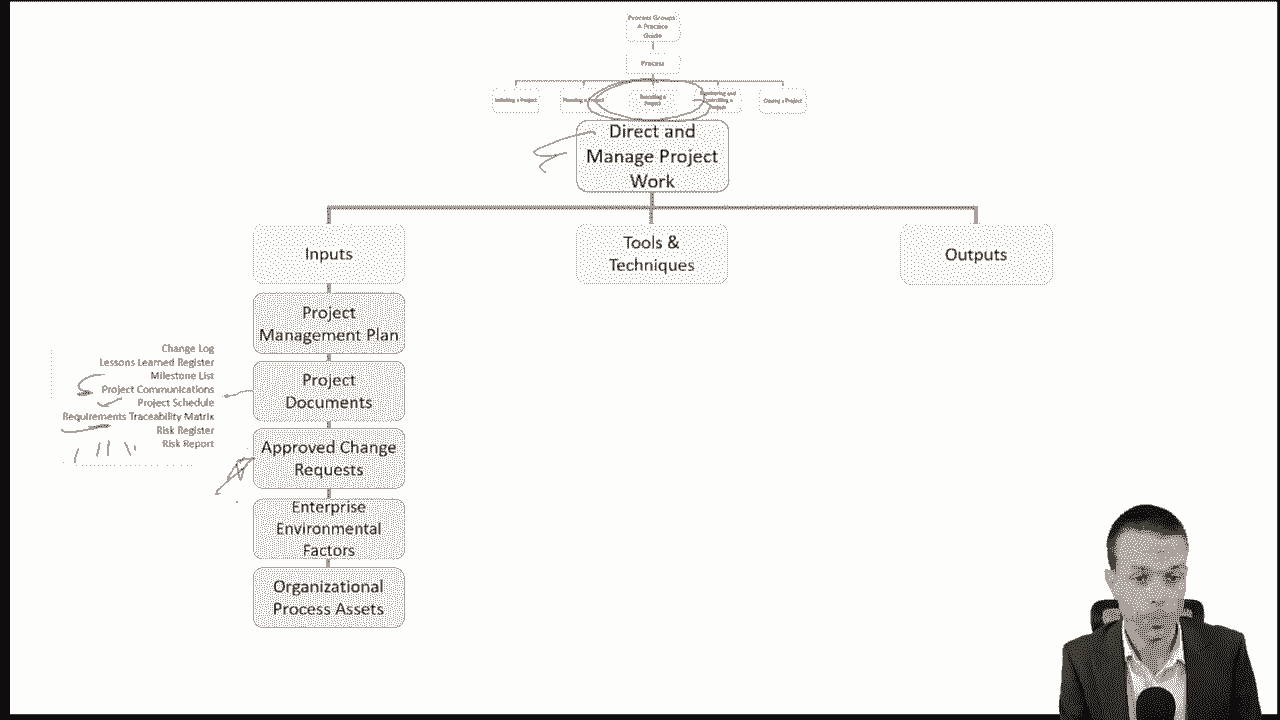 Process Groups:
A Practice
Guide
Process
Initiating a Project
Planning a Project
Executing a
Project
Monitoring and
Controlling a
Project
Closing a Project
Direct and
Manage Project
Work
Inputs
Tools &
Techniques
Outputs
Project
Management Plan
Project
Documents
Change Log
Lessons Learned Register
Milestone List
Project Communications
Project Schedule
Requirements Traceability Matrix
Risk Register
Risk Report
Approved Change
Requests
Enterprise
Environmental
Factors
Organizational
Process Assets